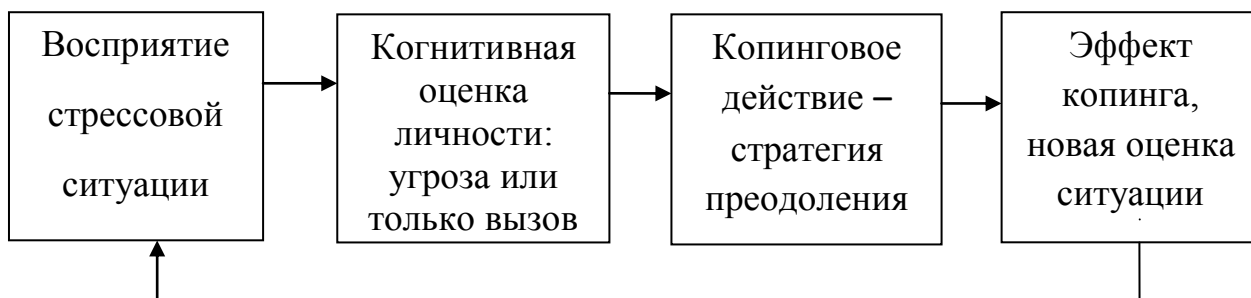 Восприятие
стрессовой
ситуации
Когнитивная
оценка
личности:
угроза или
только вызов
Копинговое
действие –
стратегия
преодоления
Эффект
копинга,
новая оценка
ситуации